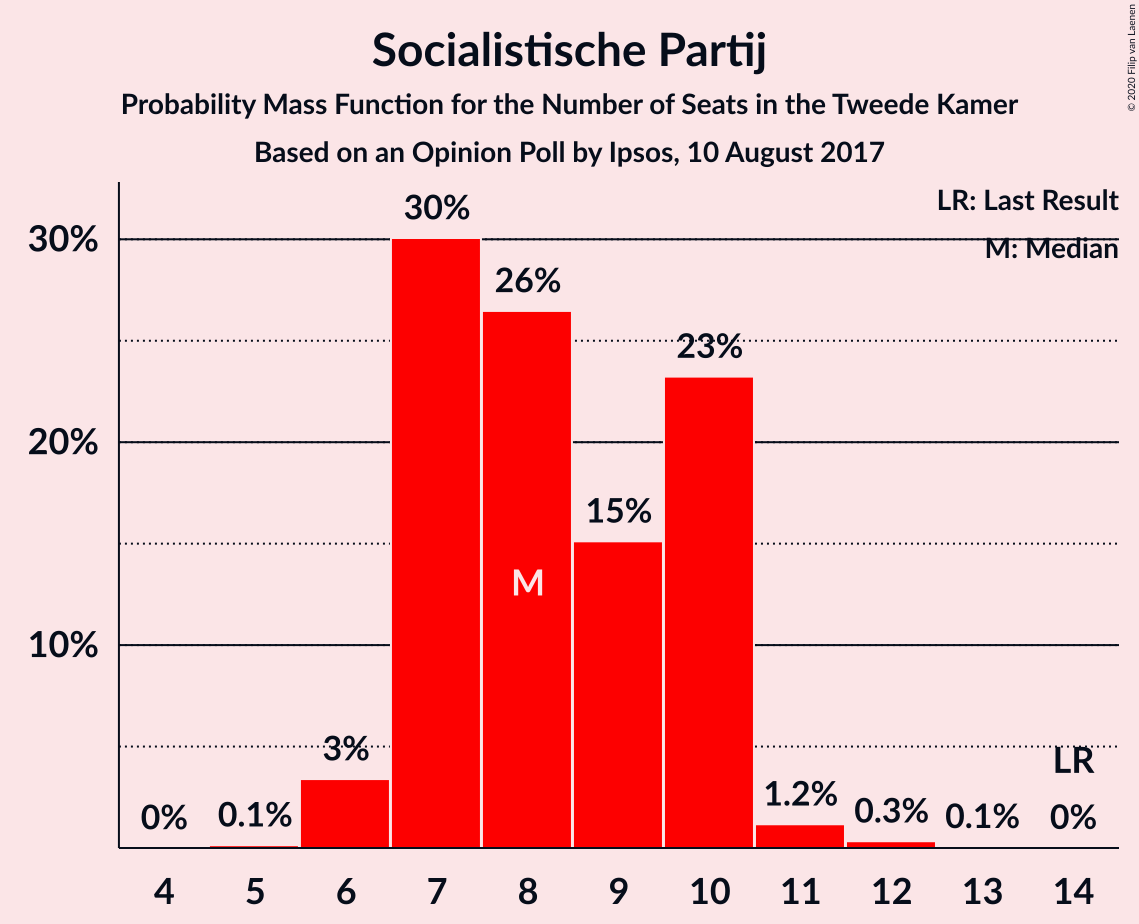 Socialistische Partij
Probability Mass Function for the Number of Seats in the Tweede Kamer
Based on an Opinion Poll by Ipsos, 10 August 2017
© 2020 Filip van Laenen
LR: Last Result
M: Median
30%
20%
10%
0%
0.1%
3%
30%
26%
15%
23%
1.2%
0.3%
0.1%
0%
M
LR
4 5 6 7 8 9 10 11 12 13 14